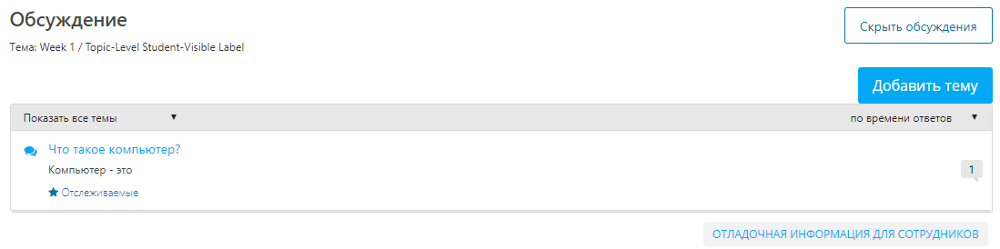 Обсуждение
Скрыть обсуждения
Тема: Week 1 / Topic-Level Student-Visible Label
Добавить тему
Показать все темы
по времени ответов
Что такое компьютер?
Компьютер - это
1
Отслеживаемые
ОТЛАДОЧНАЯ ИНФОРМАЦИЯ ДЛЯ СОТРУДНИКОВ